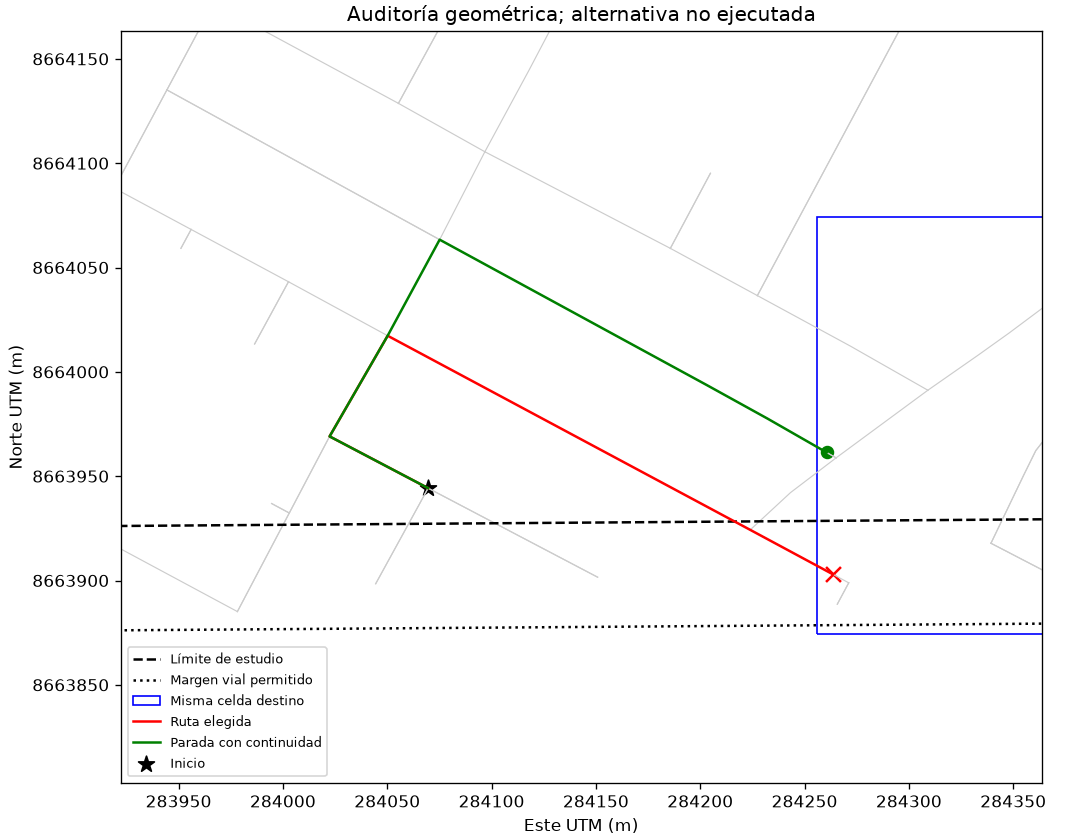 Auditoría geométrica; alternativa no ejecutada
8664150
8664100
8664050
8664000
8663950
8663900
8663850
Norte UTM (m)
Límite de estudio
Margen vial permitido
Misma celda destino
Ruta elegida
Parada con continuidad
Inicio
283950 284000 284050 284100 284150 284200 284250 284300 284350
Este UTM (m)